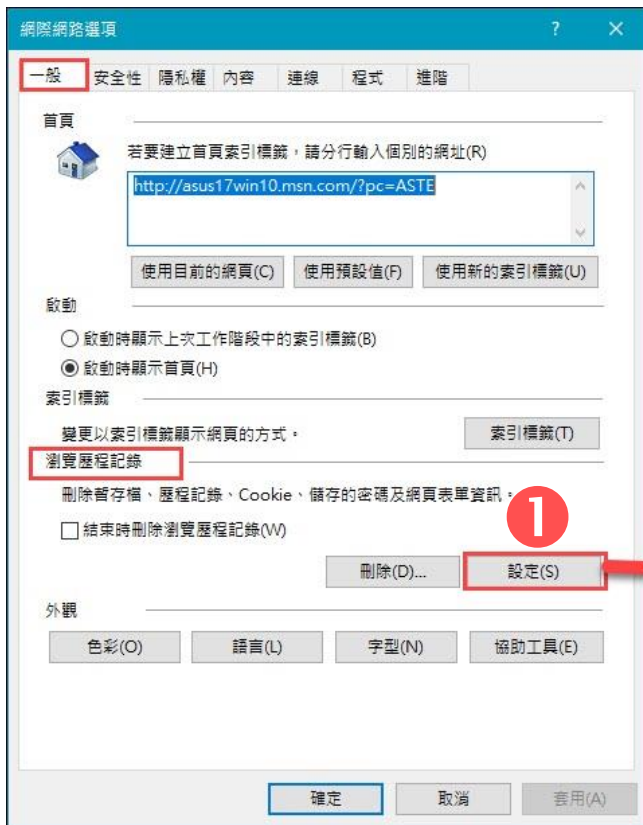 網際網路選項
一般 安全性 隱私權 內容 連線 程式 進階
首頁
若要建立首頁索引標籤，請分行輸入個別的網址(R)
http://asus17win10.msn.com/?pc=ASTE
使用目前的網頁(C) 使用預設值(F) 使用新的索引標籤(U)
啟動
啟動時顯示上次工作階段中的索引標籤(B)
啟動時顯示首頁(H)
索引標籤
變更以索引標籤顯示網頁的方式。 索引標籤(T)
瀏覽歷程記錄
刪除暫存檔、歷程記錄、Cookie、儲存的密碼及網頁表單資訊。
1
結束時刪除瀏覽歷程記錄(W)
刪除(D)... 設定(S)
外觀
色彩(O) 語言(L) 字型(N) 協助工具(E)
確定 取消 套用(A)